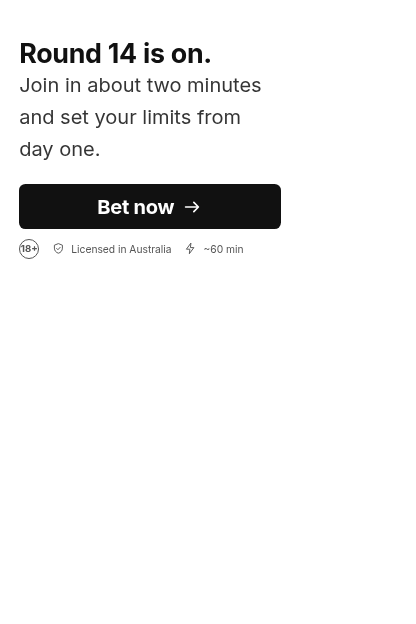 Round 14 is on.
Join in about two minutes
and set your limits from
day one.
Bet now →
18+ Licensed in Australia ~60 min